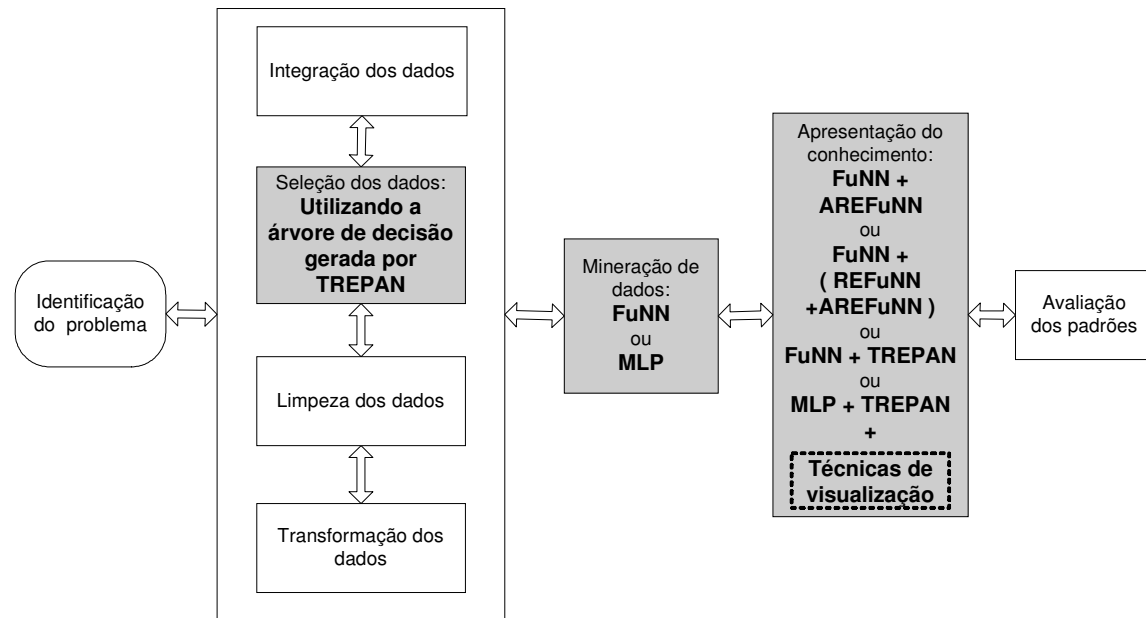 Identificação
do problema
Integração dos dados
Seleção dos dados:
Utilizando a
árvore de decisão
gerada por
TREPAN
Limpeza dos dados
Transformação dos
dados
Mineração de
dados:
FuNN
ou
MLP
Apresentação do
conhecimento:
FuNN +
AREFuNN
ou
FuNN +
( REFuNN
+AREFuNN )
ou
FuNN + TREPAN
ou
MLP + TREPAN
+
Técnicas de
visualização
Avaliação
dos padrões